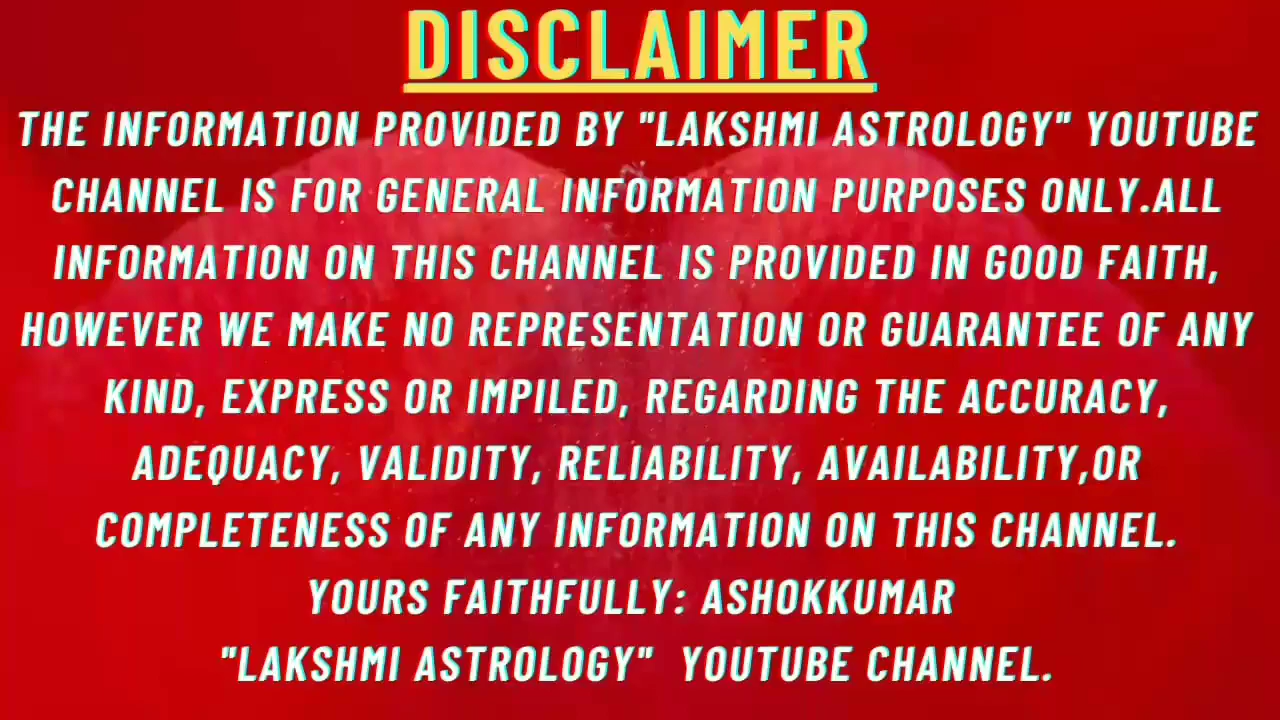 DISCLAIMER
THE INFORMATION PROVIDED BY "LAKSHMI ASTROLOGY" YOUTUBE
CHANNEL IS FOR GENERAL INFORMATION PURPOSES ONLY.ALL
INFORMATION ON THIS CHANNEL IS PROVIDED IN GOOD FAITH,
HOWEVER WE MAKE NO REPRESENTATION OR GUARANTEE OF ANY
KIND, EXPRESS OR IMPILED, REGARDING THE ACCURACY,
ADEQUACY, VALIDITY, RELIABILITY, AVAILABILITY,OR
COMPLETENESS OF ANY INFORMATION ON THIS CHANNEL.
YOURS FAITHFULLY: ASHOKKUMAR
"LAKSHMI ASTROLOGY" YOUTUBE CHANNEL.